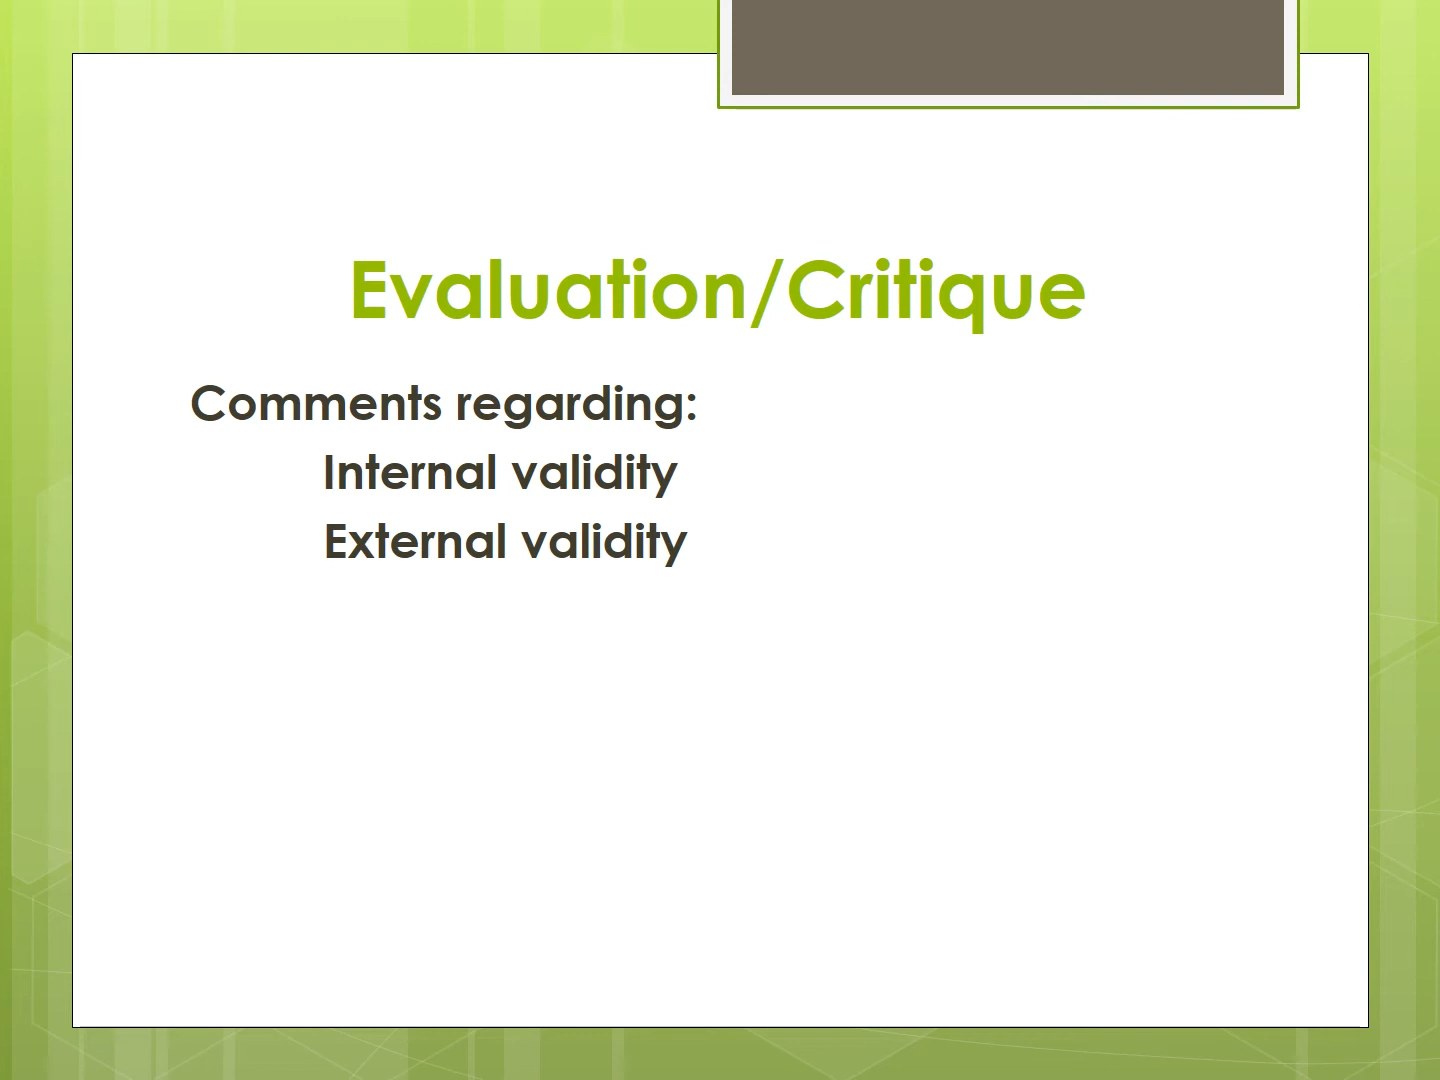 Evaluation/Critique
Comments regarding:
Internal validity
External validity